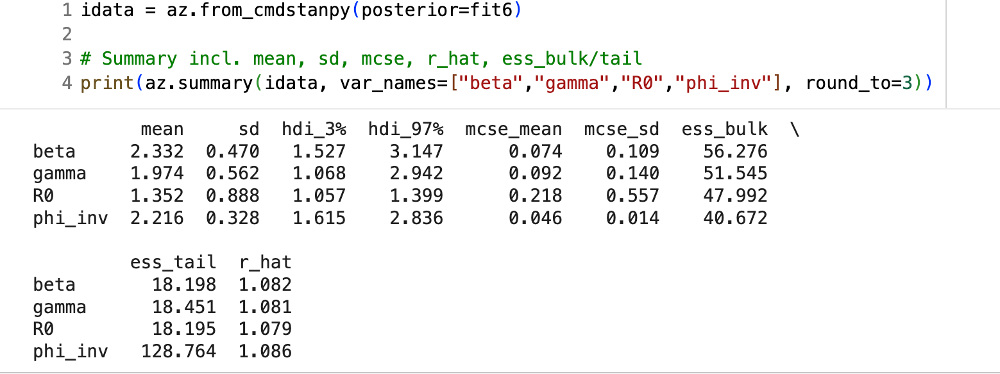 1 idata = az.from_cmdstanpy(posterior=fit6)
2
3 # Summary incl. mean, sd, mcse, r_hat, ess_bulk/tail
4 print(az.summary(idata, var_names=["beta","gamma","R0","phi_inv"], round_to=3))
mean sd hdi_3% hdi_97% mcse_mean mcse_sd ess_bulk \
beta 2.332 0.470 1.527 3.147 0.074 0.109 56.276
gamma 1.974 0.562 1.068 2.942 0.092 0.140 51.545
R0 1.352 0.888 1.057 1.399 0.218 0.557 47.992
phi_inv 2.216 0.328 1.615 2.836 0.046 0.014 40.672
ess_tail r_hat
beta 18.198 1.082
gamma 18.451 1.081
R0 18.195 1.079
phi_inv 128.764 1.086